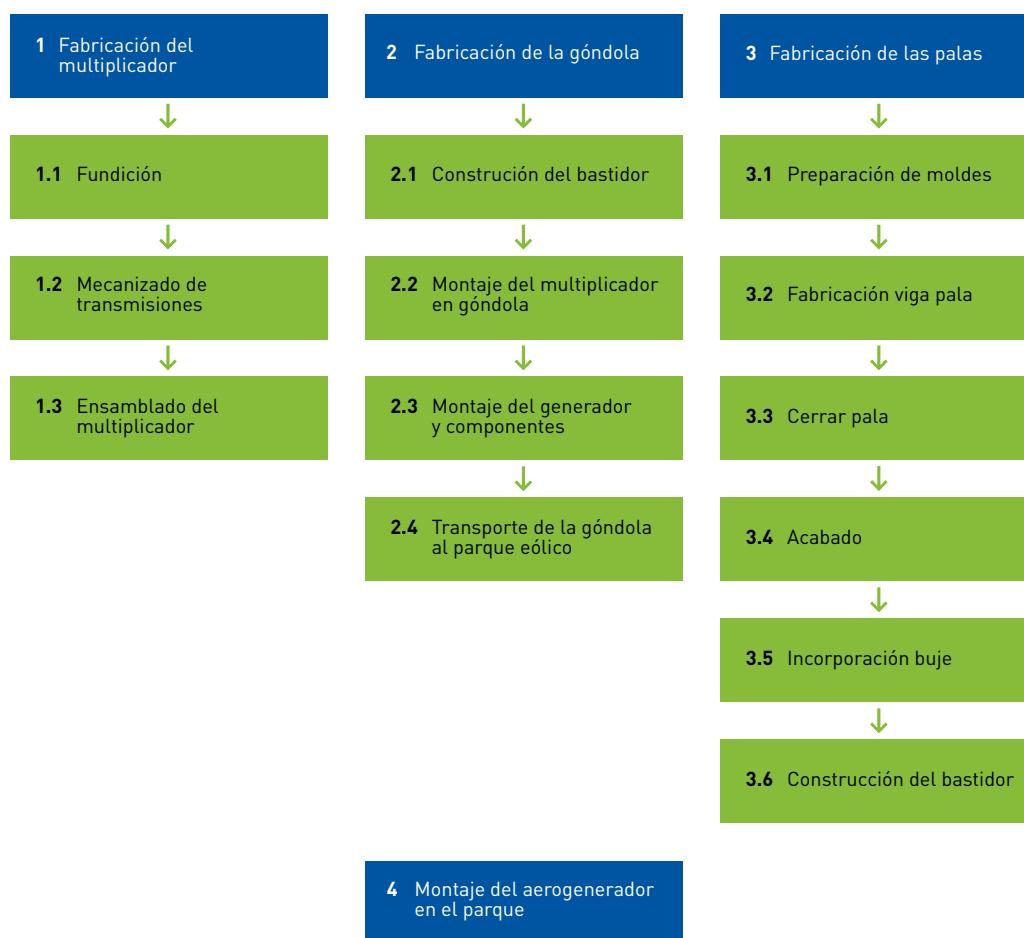 1 Fabricación del
multiplicador
1.1 Fundición
1.2 Mecanizado de
transmisiones
1.3 Ensamblado del
multiplicador
2 Fabricación de la góndola
2.1 Construción del bastidor
2.2 Montaje del multiplicador
en góndola
2.3 Montaje del generador
y componentes
2.4 Transporte de la góndola
al parque eólico
3 Fabricación de las palas
3.1 Preparación de moldes
3.2 Fabricación viga pala
3.3 Cerrar pala
3.4 Acabado
3.5 Incorporación buje
3.6 Construcción del bastidor
4 Montaje del aerogenerador
en el parque